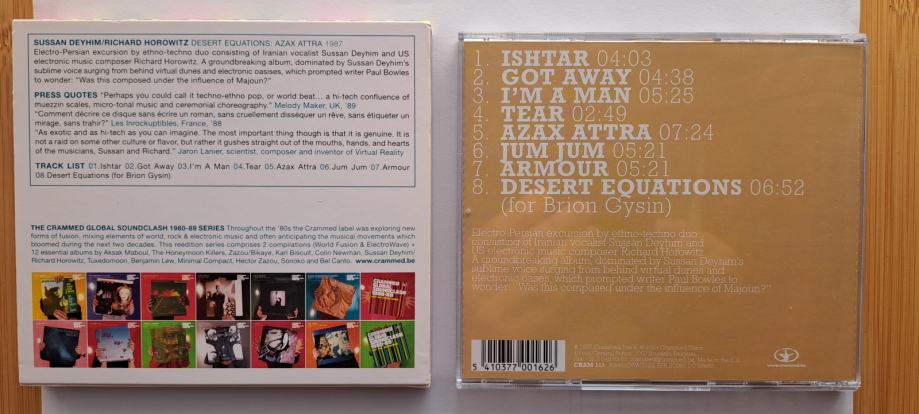 SUSSAN DEYHIM/RICHARD HOROWITZ DESERT EQUATIONS: AZAX ATTRA 1987
Electro-Persian excursion by ethno-techno duo consisting of Iranian vocalist Sussan Deyhim and US
electronic music composer Richard Horowitz. A groundbreaking album, dominated by Sussan Deyhim's
sublime voice surging from behind virtual dunes and electronic oasises, which prompted writer Paul Bowles
to wonder: "Was this composed under the influence of Majoun?"
PRESS QUOTES "Perhaps you could call it techno-ethno pop, or world beat... a hi-tech confluence of
muezzin scales, micro-tonal music and ceremonial choreography." Melody Maker, UK, '89
"Comment décrire ce disque sans écrire un roman, sans cruellement disséquer un rêve, sans étiqueter un
mirage, sans trahir?" Les Inrockuptibles, France, '88
"As exotic and as hi-tech as you can imagine. The most important thing though is that it is genuine. It is
not a raid on some other culture or flavor, but rather it gushes straight out of the mouths, hands, and hearts
of the musicians, Sussan and Richard." Jaron Lanier, scientist, composer and inventor of Virtual Reality
TRACK LIST 01.Ishtar 02.Got Away 03.I'm A Man 04.Tear 05.Azax Attra 06.Jum Jum 07.Armour
08.Desert Equations (for Brion Gysin)
THE CRAMMED GLOBAL SOUNDCLASH 1980-89 SERIES Throughout the '80s the Crammed label was exploring new
forms of fusion, mixing elements of world, rock & electronic music and often anticipating the musical movements which
bloomed during the next two decades. This reedition series comprises 2 compilations (World Fusion & ElectroWave) +
12 essential albums by Aksak Maboul, The Honeymoon Killers, Zazou/Bikaye, Karl Biscuit, Colin Newman, Sussan Deyhim/
Richard Horowitz, Tuxedomoon, Benjamin Lew, Minimal Compact, Hector Zazou, Sonoko and Bel Canto. www.crammed.be
CRAMMED
GLOBAL
SOUNDCLASH
1980-89
1. ISHTAR 04:03
2. GOT AWAY 04:38
3. I'M A MAN 05:25
4. TEAR 02:49
5. AZAX ATTRA 07:24
6. JUM JUM 05:21
7. ARMOUR 05:21
8. DESERT EQUATIONS 06:52
(for Brion Gysin)
Electro-Persian excursion by ethno-techno duo
consisting of Iranian vocalist Sussan Deyhim and
US electronic music composer Richard Horowitz.
A groundbreaking album, dominated by Sussan Deyhim's
sublime voice surging from behind virtual dunes and
electronic oases, which prompted writer Paul Bowles to
wonder: "Was this composed under the influence of Majoun?"
5 410377 001626
CRAM 111
www.crammed.be